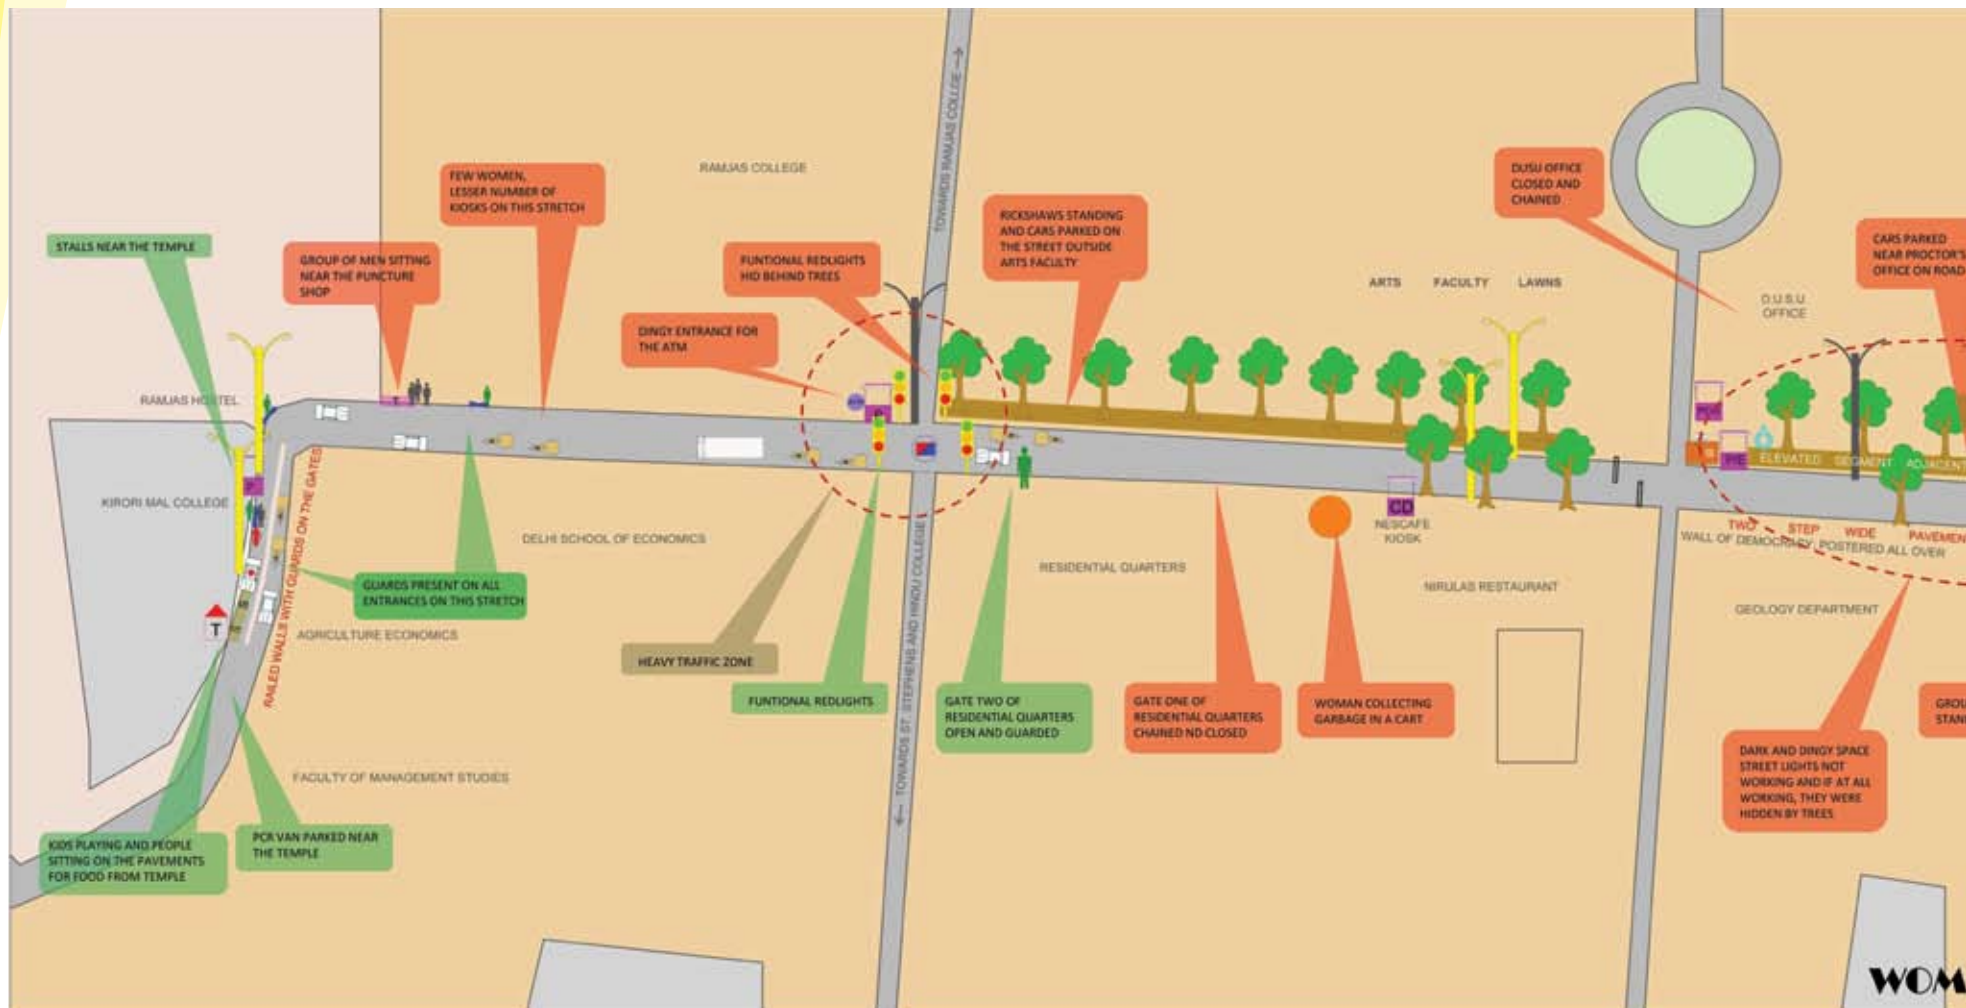 RAMJAS COLLEGE
TOWARDS RAMJAS COLLEGE
FEW WOMEN,
LESSER NUMBER OF
KIOSKS ON THIS STRETCH
DUSU OFFICE
CLOSED AND
CHAINED
RICKSHAWS STANDING
AND CARS PARKED ON
THE STREET OUTSIDE
ARTS FACULTY
STALLS NEAR THE TEMPLE
GROUP OF MEN SITTING
NEAR THE PUNCTURE
SHOP
FUNTIONAL REDLIGHTS
HID BEHIND TREES
CARS PARKED
NEAR PROCTOR'S
OFFICE ON ROAD
ARTS FACULTY LAWNS
D.U.S.U
OFFICE
DINGY ENTRANCE FOR
THE ATM
RAMJAS HOSTEL
KIRORI MAL COLLEGE
RAILED WALLS WITH GUARDS ON THE GATES
ELEVATED SEGMENT ADJACENT
CD
NESCAFE
KIOSK
TWO STEP WIDE PAVEMEN
WALL OF DEMOCRACY, POSTERED ALL OVER
DELHI SCHOOL OF ECONOMICS
RESIDENTIAL QUARTERS
NIRULAS RESTAURANT
GEOLOGY DEPARTMENT
GUARDS PRESENT ON ALL
ENTRANCES ON THIS STRETCH
T
AGRICULTURE ECONOMICS
HEAVY TRAFFIC ZONE
TOWARDS ST. STEPHENS AND HINDU COLLEGE
FUNTIONAL REDLIGHTS
GATE TWO OF
RESIDENTIAL QUARTERS
OPEN AND GUARDED
GATE ONE OF
RESIDENTIAL QUARTERS
CHAINED ND CLOSED
WOMAN COLLECTING
GARBAGE IN A CART
GROU
STAN
DARK AND DINGY SPACE
STREET LIGHTS NOT
WORKING AND IF AT ALL
WORKING, THEY WERE
HIDDEN BY TREES
FACULTY OF MANAGEMENT STUDIES
KIDS PLAYING AND PEOPLE
SITTING ON THE PAVEMENTS
FOR FOOD FROM TEMPLE
PCR VAN PARKED NEAR
THE TEMPLE
WOM